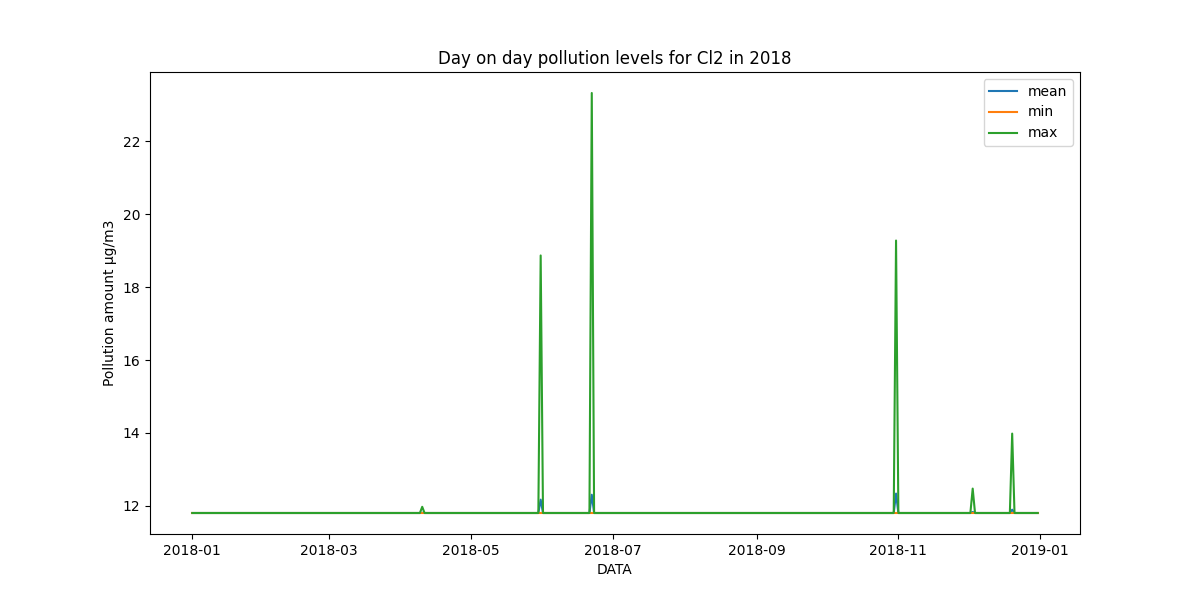 Day on day pollution levels for Cl2 in 2018
mean
min
max
22
20
18
16
14
12
Pollution amount µg/m3
2018-01
2018-03
2018-05
2018-07
2018-09
2018-11
2019-01
DATA